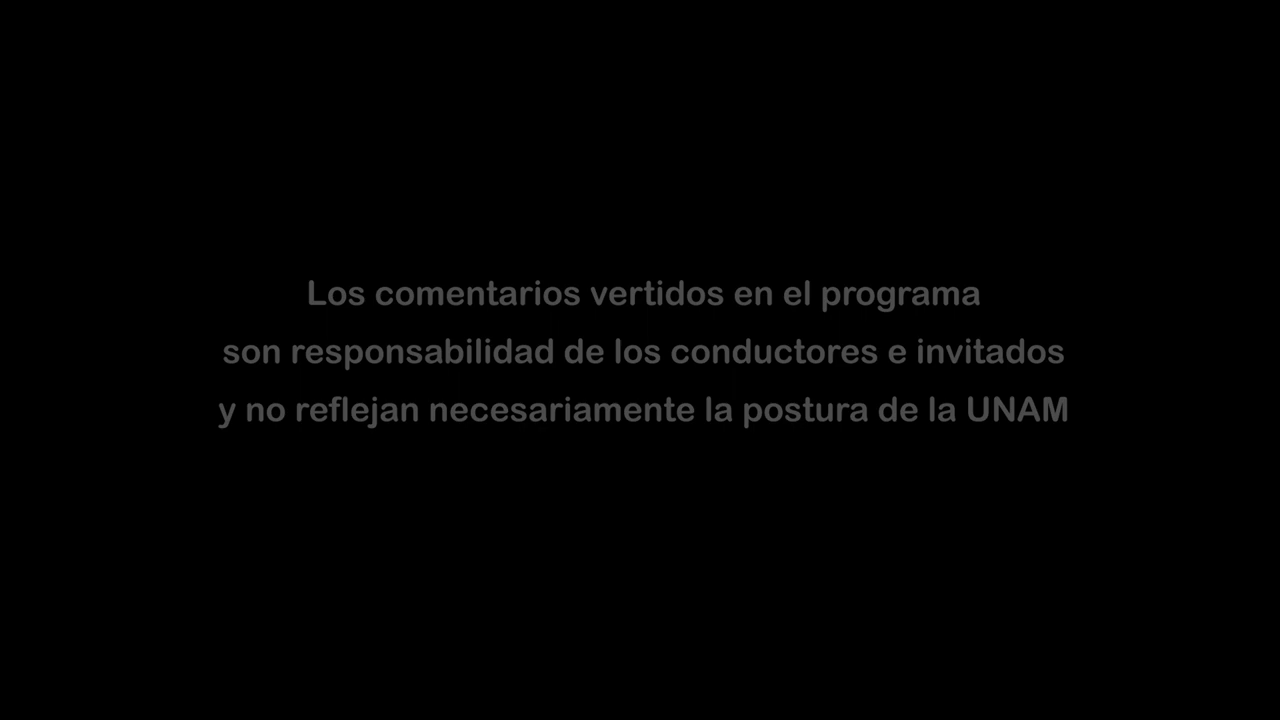 Los comentarios vertidos en el programa
son responsabilidad de los conductores e invitados
y no reflejan necesariamente la postura de la UNAM